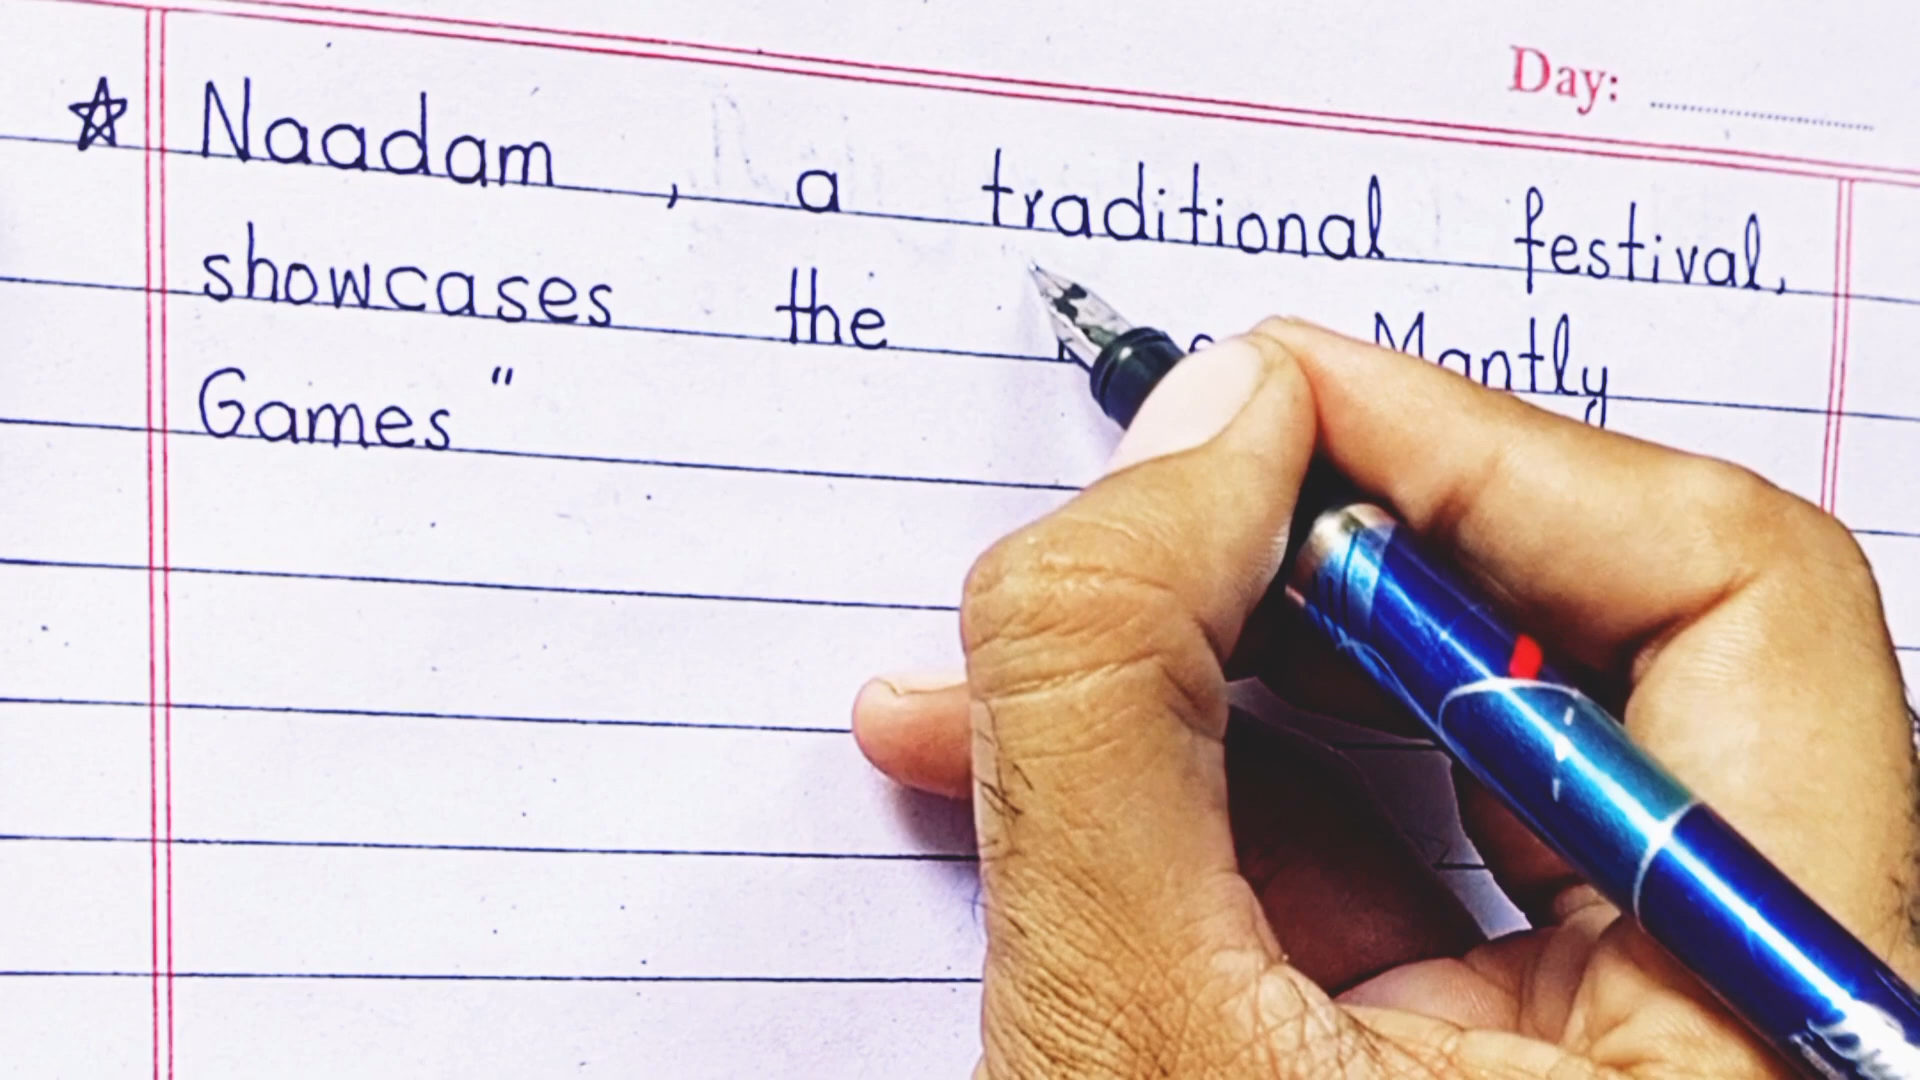 Day:
☆ Naadam , a traditional festival,
showcases the Mantly
Games "